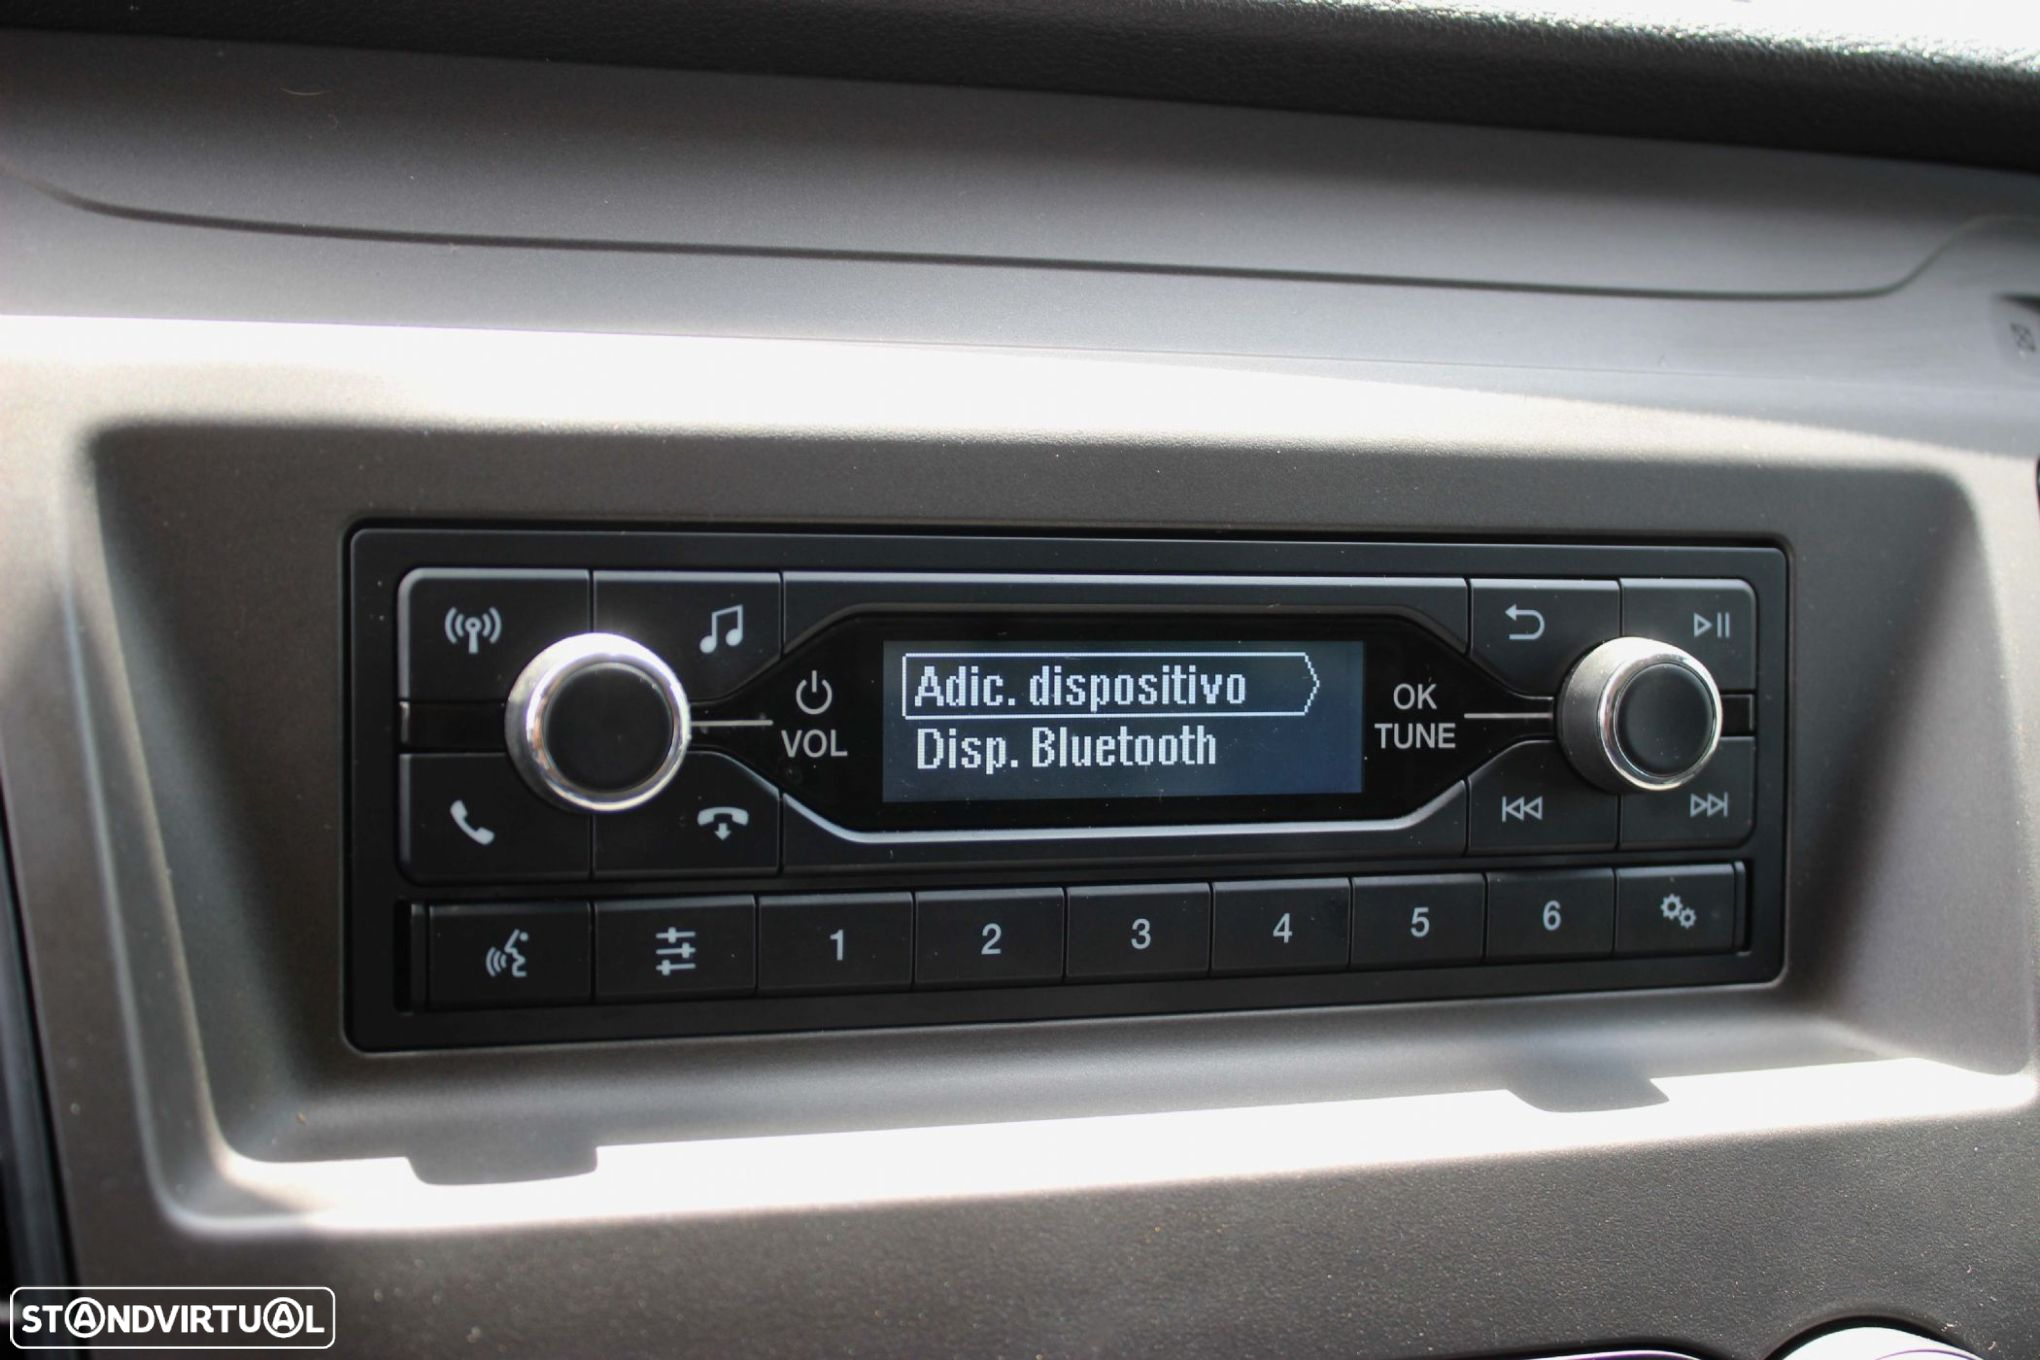 Adic. dispositivo
Disp. Bluetooth
VOL
OK
TUNE
1 2 3 4 5 6
STANDVIRTUAL